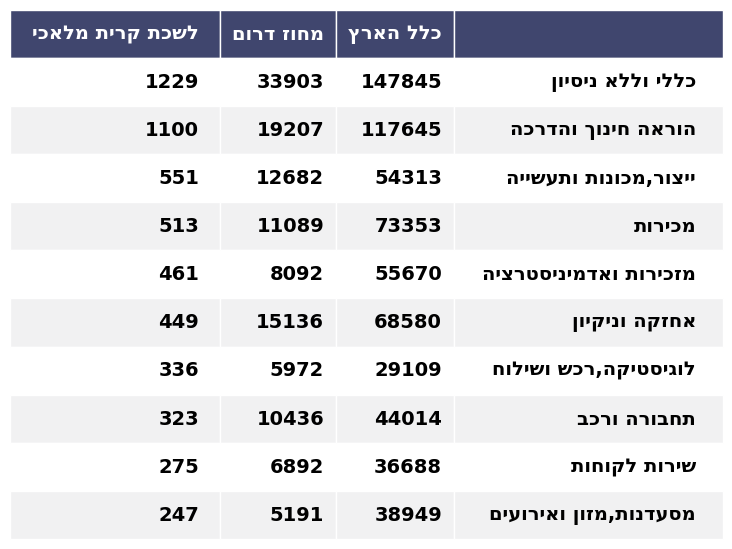 כלל הארץ מחוז דרום לשכת קרית מלאכי
כללי וללא ניסיון 147845 33903 1229
הוראה חינוך והדרכה 117645 19207 1100
ייצור,מכונות ותעשייה 54313 12682 551
מכירות 73353 11089 513
מזכירות ואדמיניסטרציה 55670 8092 461
אחזקה וניקיון 68580 15136 449
לוגיסטיקה,רכש ושילוח 29109 5972 336
תחבורה ורכב 44014 10436 323
שירות לקוחות 36688 6892 275
מסעדנות,מזון ואירועים 38949 5191 247